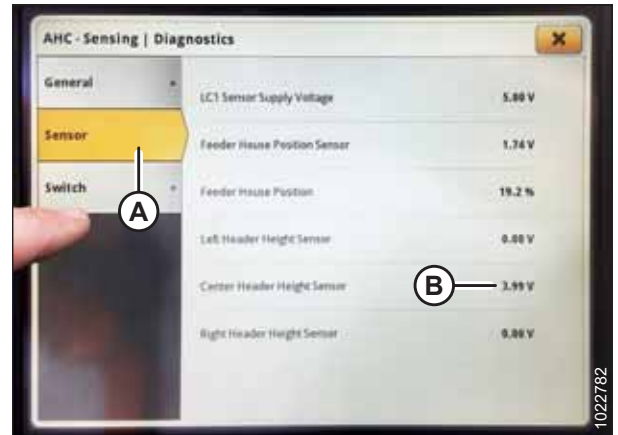 AHC - Sensing | Diagnostics
General
Sensor
Switch
LC1 Sensor Supply Voltage 5.00 V
Feeder House Position Sensor 1.74 V
Feeder House Position 19.2 %
Left Header Height Sensor 0.00 V
Center Header Height Sensor 3.99 V
Right Header Height Sensor 0.00 V
A
B
1022782